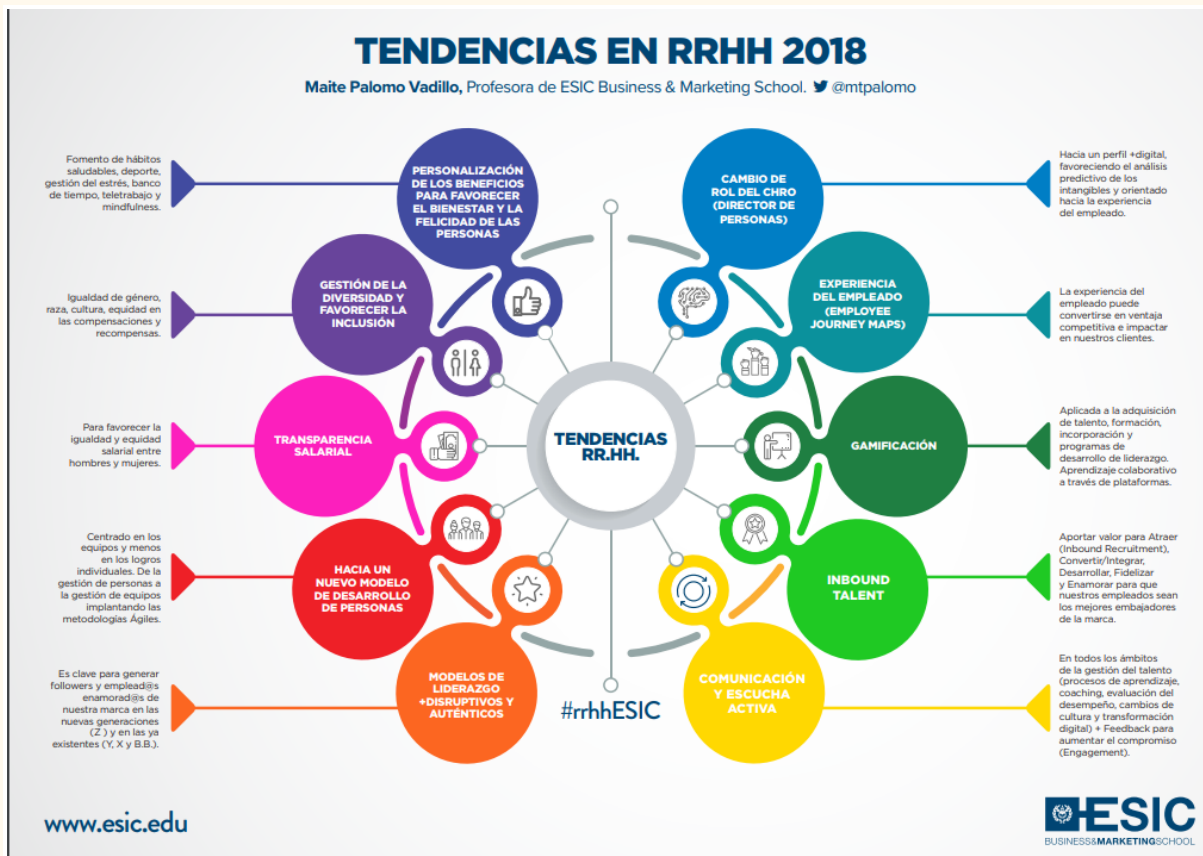 TENDENCIAS EN RRHH 2018
Maite Palomo Vadillo, Profesora de ESIC Business & Marketing School. @mtpalomo
Fomento de hábitos
saludables, deporte,
gestión del estrés, banco
de tiempo, teletrabajo y
mindfulness.
PERSONALIZACIÓN
DE LOS BENEFICIOS
PARA FAVORECER
EL BIENESTAR Y LA
FELICIDAD DE LAS
PERSONAS
CAMBIO DE
ROL DEL CHRO
(DIRECTOR DE
PERSONAS)
Hacia un perfil +digital,
favoreciendo el análisis
predictivo de los
intangibles y orientado
hacia la experiencia
del empleado.
Igualdad de género,
raza, cultura, equidad en
las compensaciones y
recompensas.
GESTIÓN DE LA
DIVERSIDAD Y
FAVORECER LA
INCLUSIÓN
EXPERIENCIA
DEL EMPLEADO
(EMPLOYEE
JOURNEY MAPS)
La experiencia del
empleado puede
convertirse en ventaja
competitiva e impactar
en nuestros clientes.
Para favorecer la
igualdad y equidad
salarial entre
hombres y mujeres.
TRANSPARENCIA
SALARIAL
TENDENCIAS
RR.HH.
GAMIFICACIÓN
Aplicada a la adquisición
de talento, formación,
incorporación y
programas de
desarrollo de liderazgo.
Aprendizaje colaborativo
a través de plataformas.
Centrado en los
equipos y menos
en los logros
individuales. De la
gestión de personas a
la gestión de equipos
implantando las
metodologías Ágiles.
HACIA UN
NUEVO MODELO
DE DESARROLLO
DE PERSONAS
INBOUND
TALENT
Aportar valor para Atraer
(Inbound Recruitment),
Convertir/Integrar,
Desarrollar, Fidelizar
y Enamorar para que
nuestros empleados sean
los mejores embajadores
de la marca.
Es clave para generar
followers y emplead@s
enamorad@s de
nuestra marca en las
nuevas generaciones
(Z ) y en las ya
existentes (Y, X y B.B.).
MODELOS DE
LIDERAZGO
+DISRUPTIVOS Y
AUTÉNTICOS
#rrhhESIC
COMUNICACIÓN
Y ESCUCHA
ACTIVA
En todos los ámbitos
de la gestión del talento
(procesos de aprendizaje,
coaching, evaluación del
desempeño, cambios de
cultura y transformación
digital) + Feedback para
aumentar el compromiso
(Engagement).
www.esic.edu
ESIC
BUSINESS&MARKETINGSCHOOL